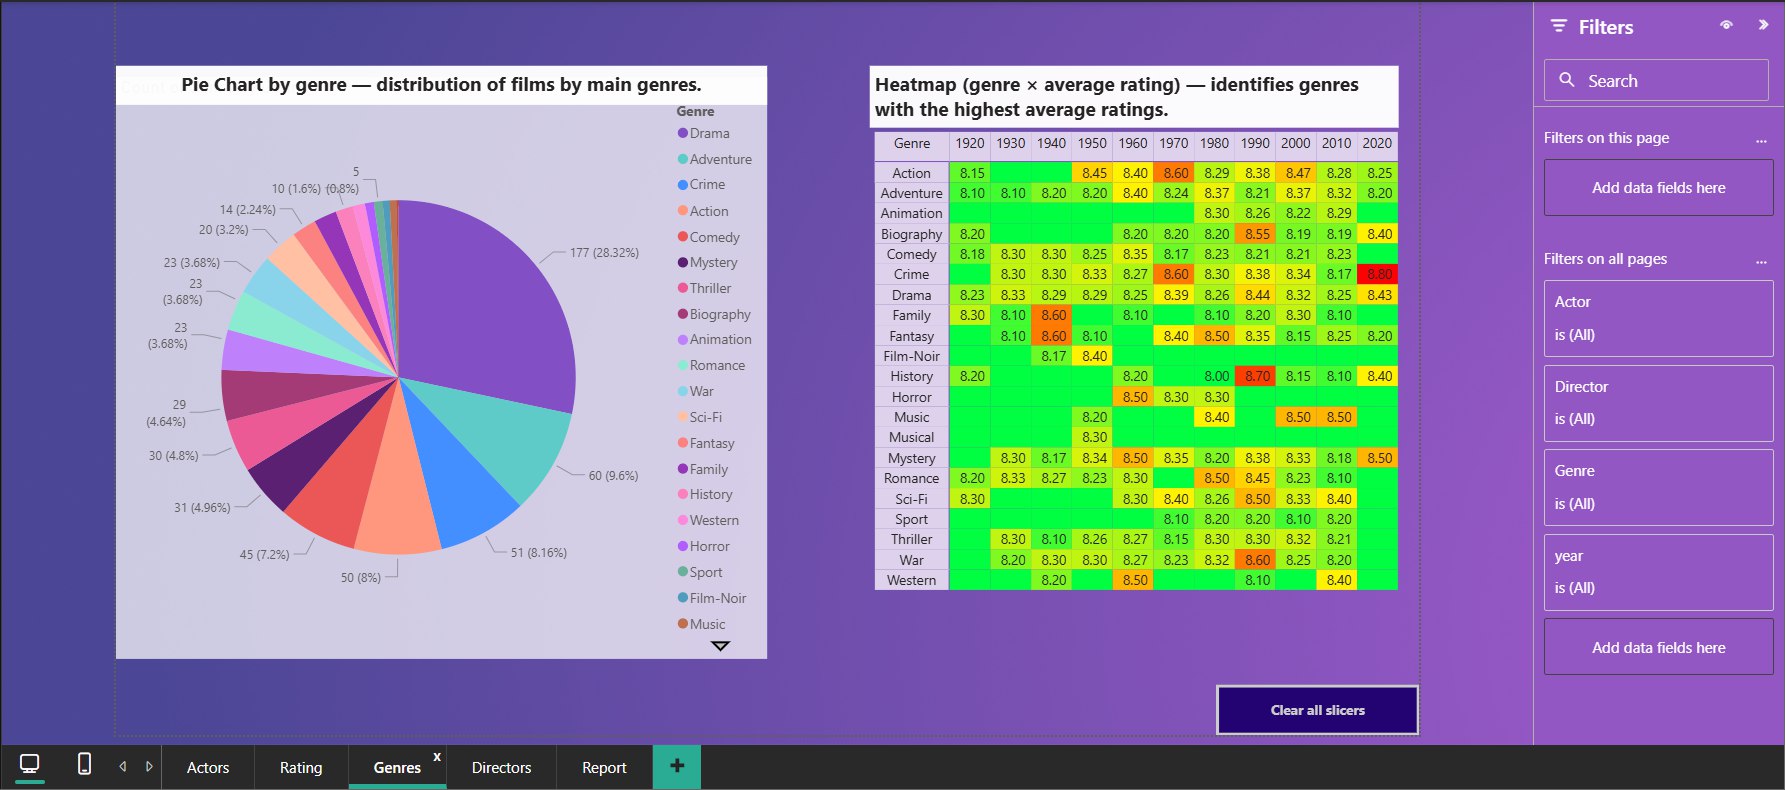 Pie Chart by genre — distribution of films by main genres.
Genre
Drama
Adventure
Crime
Action
Comedy
Mystery
Thriller
Biography
Animation
Romance
War
Sci-Fi
Fantasy
Family
History
Western
Horror
Sport
Film-Noir
Music
177 (28.32%)
60 (9.6%)
51 (8.16%)
50 (8%)
45 (7.2%)
31 (4.96%)
30 (4.8%)
29
(4.64%)
23
(3.68%)
23
(3.68%)
23 (3.68%)
20 (3.2%)
14 (2.24%)
10 (1.6%)
5
(0.8%)
Heatmap (genre × average rating) — identifies genres
with the highest average ratings.
Genre 1920 1930 1940 1950 1960 1970 1980 1990 2000 2010 2020
Action 8.15 8.45 8.40 8.60 8.29 8.38 8.47 8.28 8.25
Adventure 8.10 8.10 8.20 8.20 8.40 8.24 8.37 8.21 8.37 8.32 8.20
Animation 8.30 8.26 8.22 8.29
Biography 8.20 8.20 8.20 8.20 8.55 8.19 8.19 8.40
Comedy 8.18 8.30 8.30 8.25 8.35 8.17 8.23 8.21 8.21 8.23
Crime 8.30 8.30 8.33 8.27 8.60 8.30 8.38 8.34 8.17 8.80
Drama 8.23 8.33 8.29 8.29 8.25 8.39 8.26 8.44 8.32 8.25 8.43
Family 8.30 8.10 8.60 8.10 8.10 8.20 8.30 8.10
Fantasy 8.10 8.60 8.10 8.40 8.50 8.35 8.15 8.25 8.20
Film-Noir 8.17 8.40
History 8.20 8.20 8.00 8.70 8.15 8.10 8.40
Horror 8.50 8.30 8.30
Music 8.20 8.40 8.50 8.50
Musical 8.30
Mystery 8.30 8.17 8.34 8.50 8.35 8.20 8.38 8.33 8.18 8.50
Romance 8.20 8.33 8.27 8.23 8.30 8.50 8.45 8.23 8.10
Sci-Fi 8.30 8.30 8.40 8.26 8.50 8.33 8.40
Sport 8.10 8.20 8.20 8.10 8.20
Thriller 8.30 8.10 8.26 8.27 8.15 8.30 8.30 8.32 8.21
War 8.20 8.30 8.30 8.27 8.23 8.32 8.60 8.25 8.20
Western 8.20 8.50 8.10 8.40
Clear all slicers
Filters
Search
Filters on this page ...
Add data fields here
Filters on all pages ...
Actor
is (All)
Director
is (All)
Genre
is (All)
year
is (All)
Add data fields here
Actors
Rating
Genres x
Directors
Report
+